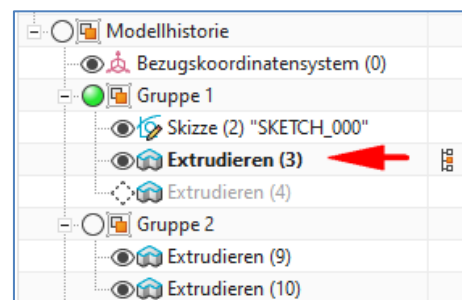 Modellhistorie
Bezugskoordinatensystem (0)
Gruppe 1
Skizze (2) "SKETCH_000"
Extrudieren (3)
Extrudieren (4)
Gruppe 2
Extrudieren (9)
Extrudieren (10)